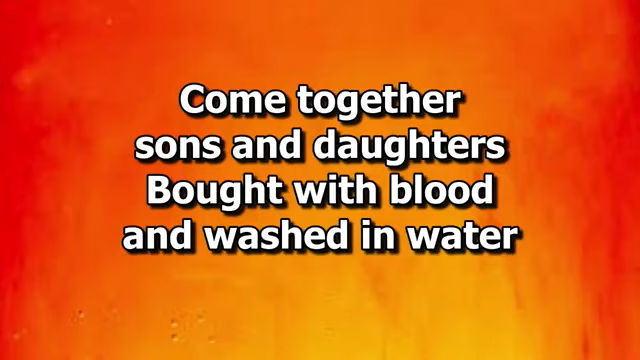 Come together
sons and daughters
Bought with blood
and washed in water